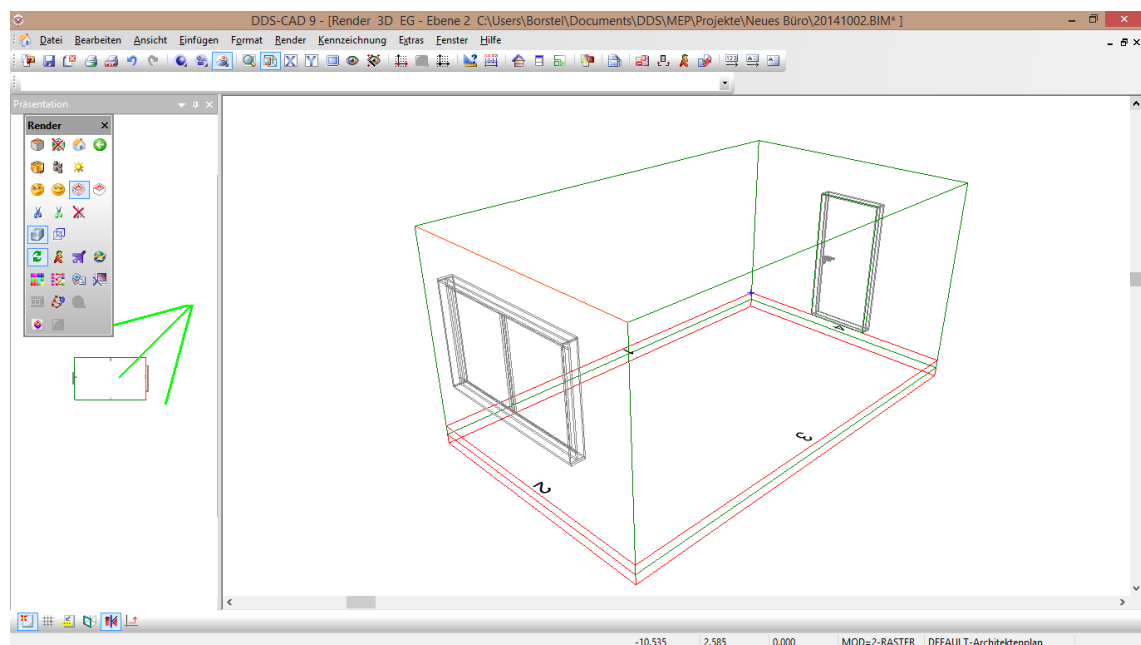 DDS-CAD 9 - [Render 3D EG - Ebene 2 C:\Users\Borstel\Documents\DDS\MEP\Projekte\Neues Büro\20141002.BIM* ]
Datei Bearbeiten Ansicht Einfügen Format Render Kennzeichnung Extras Fenster Hilfe
Präsentation
Render
1
2
3
4
-10.535 2.585 0.000 MOD=2-RASTER DEFAULT-Architektenplan